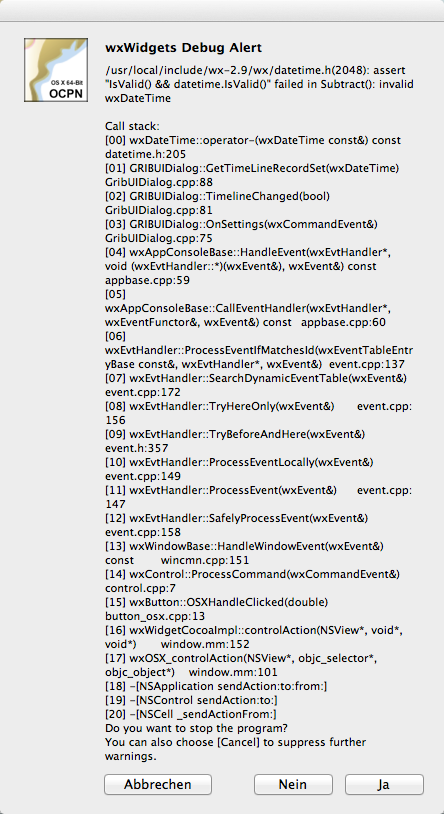 OS X 64-Bit
OCPN
wxWidgets Debug Alert
/usr/local/include/wx-2.9/wx/datetime.h(2048): assert
"IsValid() && datetime.IsValid()" failed in Subtract(): invalid
wxDateTime
Call stack:
[00] wxDateTime::operator-(wxDateTime const&) const
datetime.h:205
[01] GRIBUIDialog::GetTimeLineRecordSet(wxDateTime)
GribUIDialog.cpp:88
[02] GRIBUIDialog::TimelineChanged(bool)
GribUIDialog.cpp:81
[03] GRIBUIDialog::OnSettings(wxCommandEvent&)
GribUIDialog.cpp:75
[04] wxAppConsoleBase::HandleEvent(wxEvtHandler*,
void (wxEvtHandler::*)(wxEvent&), wxEvent&) const
appbase.cpp:59
[05]
wxAppConsoleBase::CallEventHandler(wxEvtHandler*,
wxEventFunctor&, wxEvent&) const appbase.cpp:60
[06]
wxEvtHandler::ProcessEventIfMatchesId(wxEventTableEntr
yBase const&, wxEvtHandler*, wxEvent&) event.cpp:137
[07] wxEvtHandler::SearchDynamicEventTable(wxEvent&)
event.cpp:172
[08] wxEvtHandler::TryHereOnly(wxEvent&) event.cpp:
156
[09] wxEvtHandler::TryBeforeAndHere(wxEvent&)
event.h:357
[10] wxEvtHandler::ProcessEventLocally(wxEvent&)
event.cpp:149
[11] wxEvtHandler::ProcessEvent(wxEvent&) event.cpp:
147
[12] wxEvtHandler::SafelyProcessEvent(wxEvent&)
event.cpp:158
[13] wxWindowBase::HandleWindowEvent(wxEvent&)
const wincmn.cpp:151
[14] wxControl::ProcessCommand(wxCommandEvent&)
control.cpp:7
[15] wxButton::OSXHandleClicked(double)
button_osx.cpp:13
[16] wxWidgetCocoaImpl::controlAction(NSView*, void*,
void*) window.mm:152
[17] wxOSX_controlAction(NSView*, objc_selector*,
objc_object*) window.mm:101
[18] -[NSApplication sendAction:to:from:]
[19] -[NSControl sendAction:to:]
[20] -[NSCell _sendActionFrom:]
Do you want to stop the program?
You can also choose [Cancel] to suppress further
warnings.
Abbrechen Nein Ja